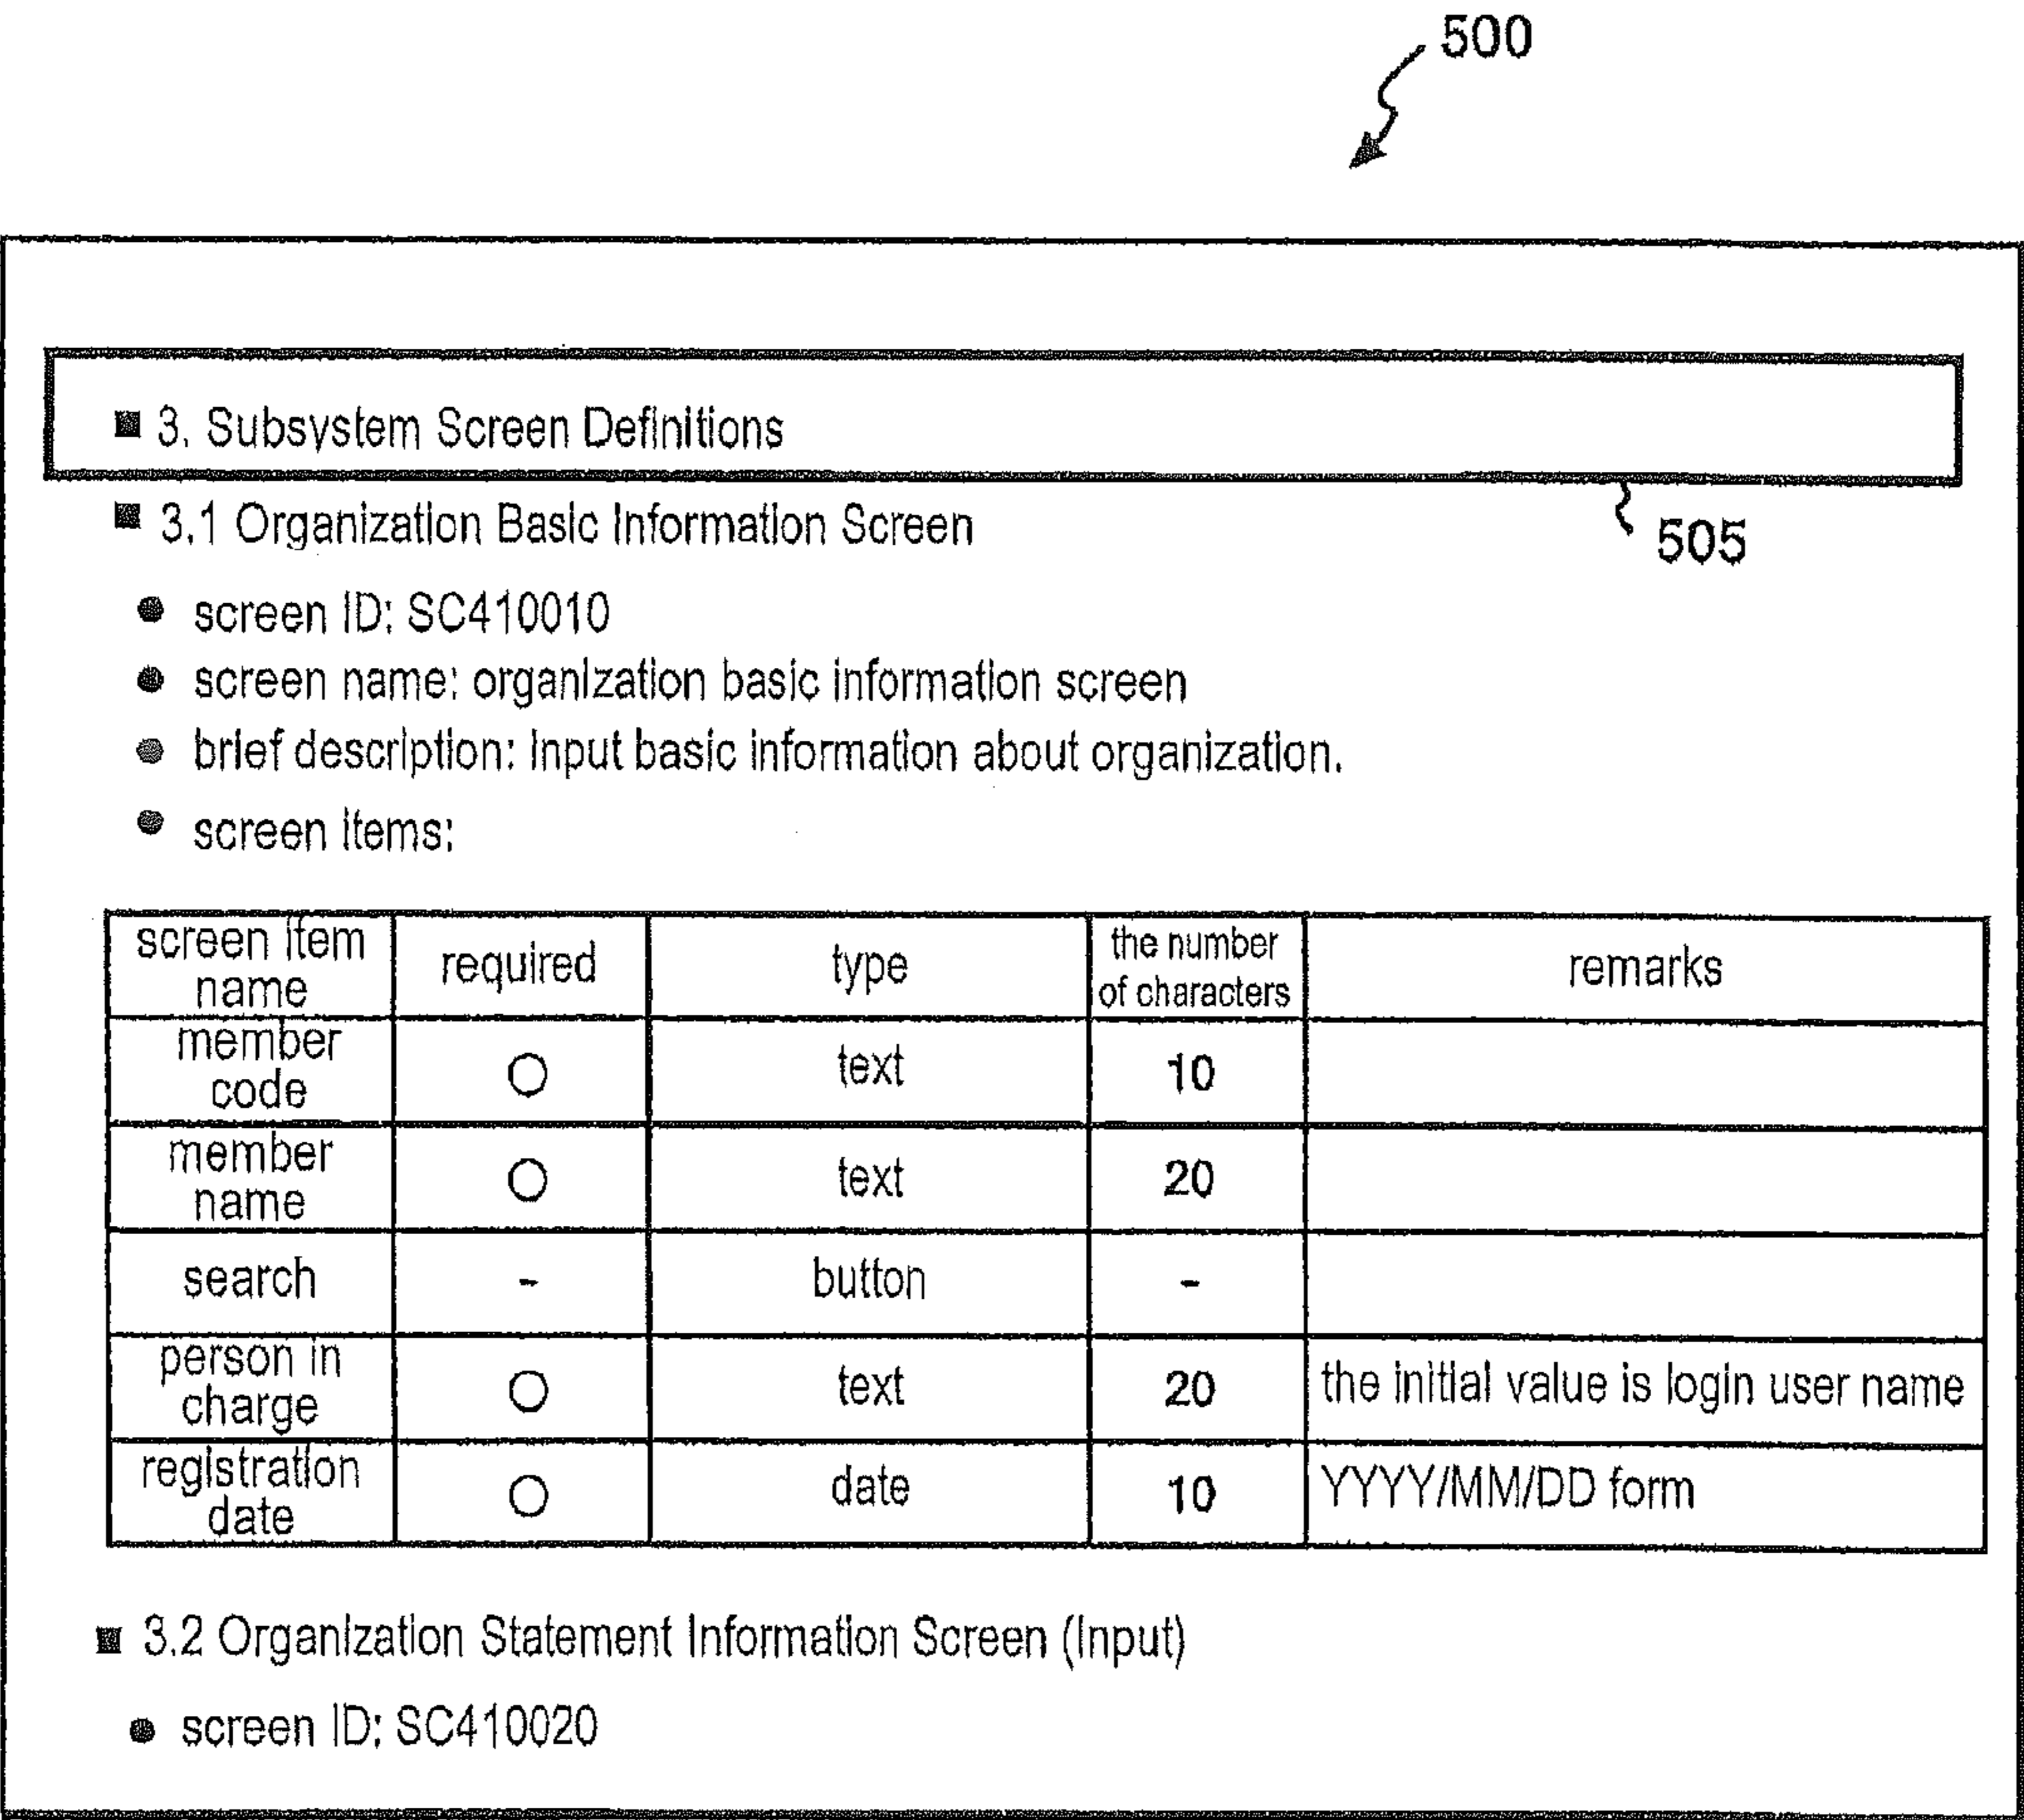 500
■ 3. Subsystem Screen Definitions
■ 3.1 Organization Basic Information Screen
505
● screen ID: SC410010
● screen name: organization basic information screen
● brief description: Input basic information about organization.
● screen items:
screen item name required type the number of characters remarks
member code ○ text 10
member name ○ text 20
search - button -
person in charge ○ text 20 the initial value is login user name
registration date ○ date 10 YYYY/MM/DD form
■ 3.2 Organization Statement Information Screen (Input)
● screen ID: SC410020